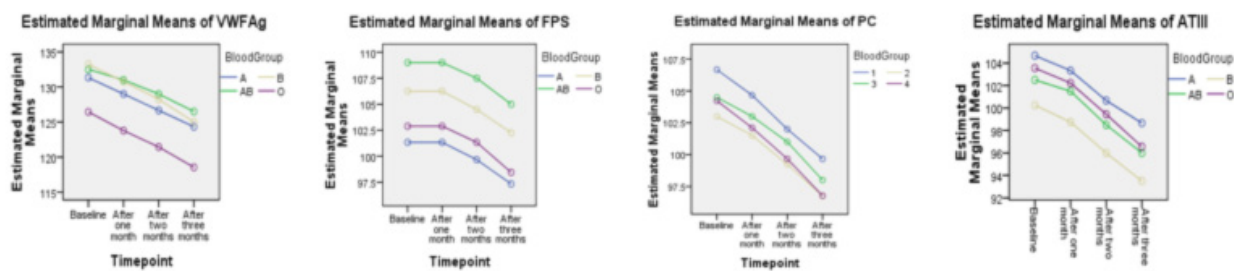 Estimated Marginal Means of VWFAg
Estimated Marginal
Means
135
130
125
120
115
Baseline
After
one
month
After
two
months
After
three
months
Timepoint
BloodGroup
A
B
AB
O
Estimated Marginal Means of FPS
Estimated Marginal
Means
110
107.5
105
102.5
100
97.5
Baseline
After
one
month
After
two
months
After
three
months
Timepoint
BloodGroup
A
B
AB
O
Estimated Marginal Means of PC
Estimated Marginal Means
107.5
105
102.5
100
97.5
Baseline
After
one
month
After
two
months
After
three
months
Timepoint
BloodGroup
1
2
3
4
Estimated Marginal Means of ATIII
Estimated
Marginal Means
104
102
100
98
96
94
92
Baseline
After one
month
After two
months
After three
months
BloodGroup
A
B
AB
O